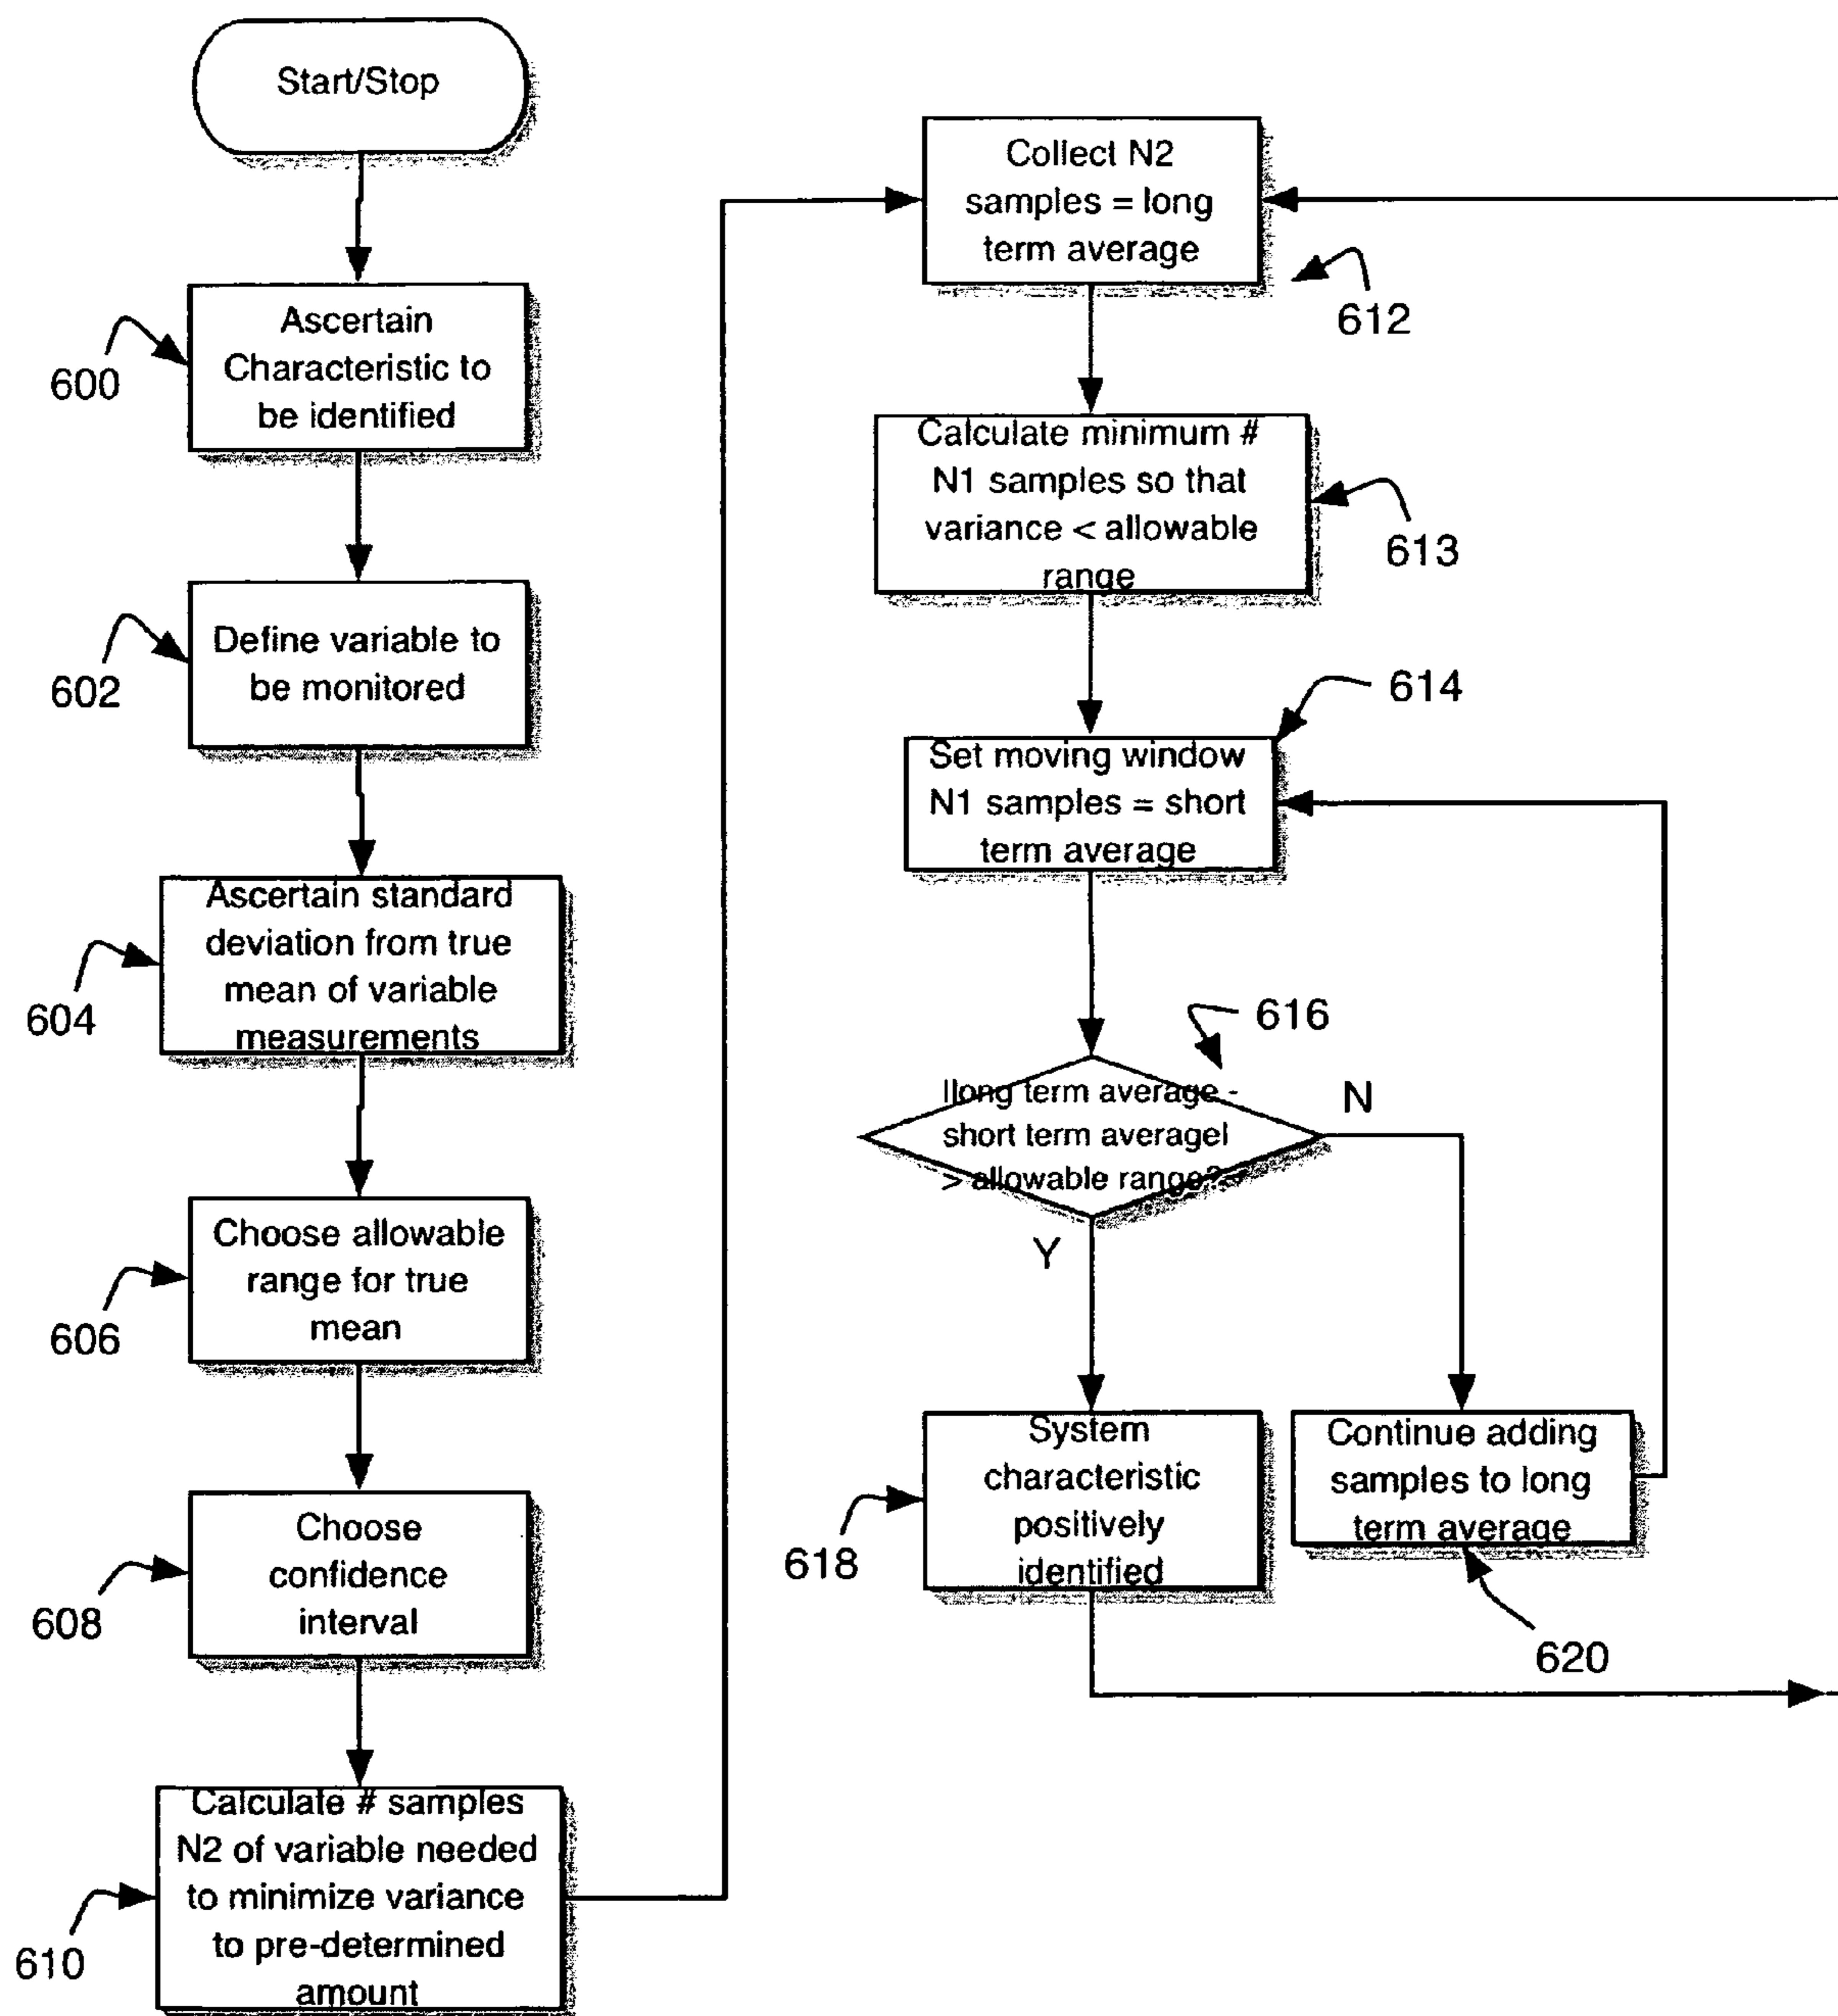 Start/Stop
Ascertain
Characteristic to
be identified
600
Define variable to
be monitored
602
Ascertain standard
deviation from true
mean of variable
measurements
604
Choose allowable
range for true
mean
606
Choose
confidence
interval
608
Calculate # samples
N2 of variable needed
to minimize variance
to pre-determined
amount
610
Collect N2
samples = long
term average
612
Calculate minimum #
N1 samples so that
variance < allowable
range
613
614
Set moving window
N1 samples = short
term average
616
|long term average -
short term average|
> allowable range?
N
Y
System
characteristic
positively
identified
618
Continue adding
samples to long
term average
620